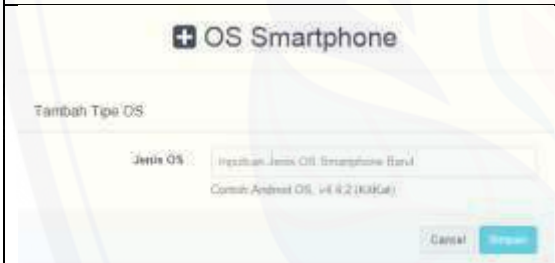 OS Smartphone
Tambah Tipe OS
Jenis OS
Inputkan Jenis OS Smartphone Baru!
Contoh Android OS, v4.4.2 (KitKat)
Cancel
Simpan